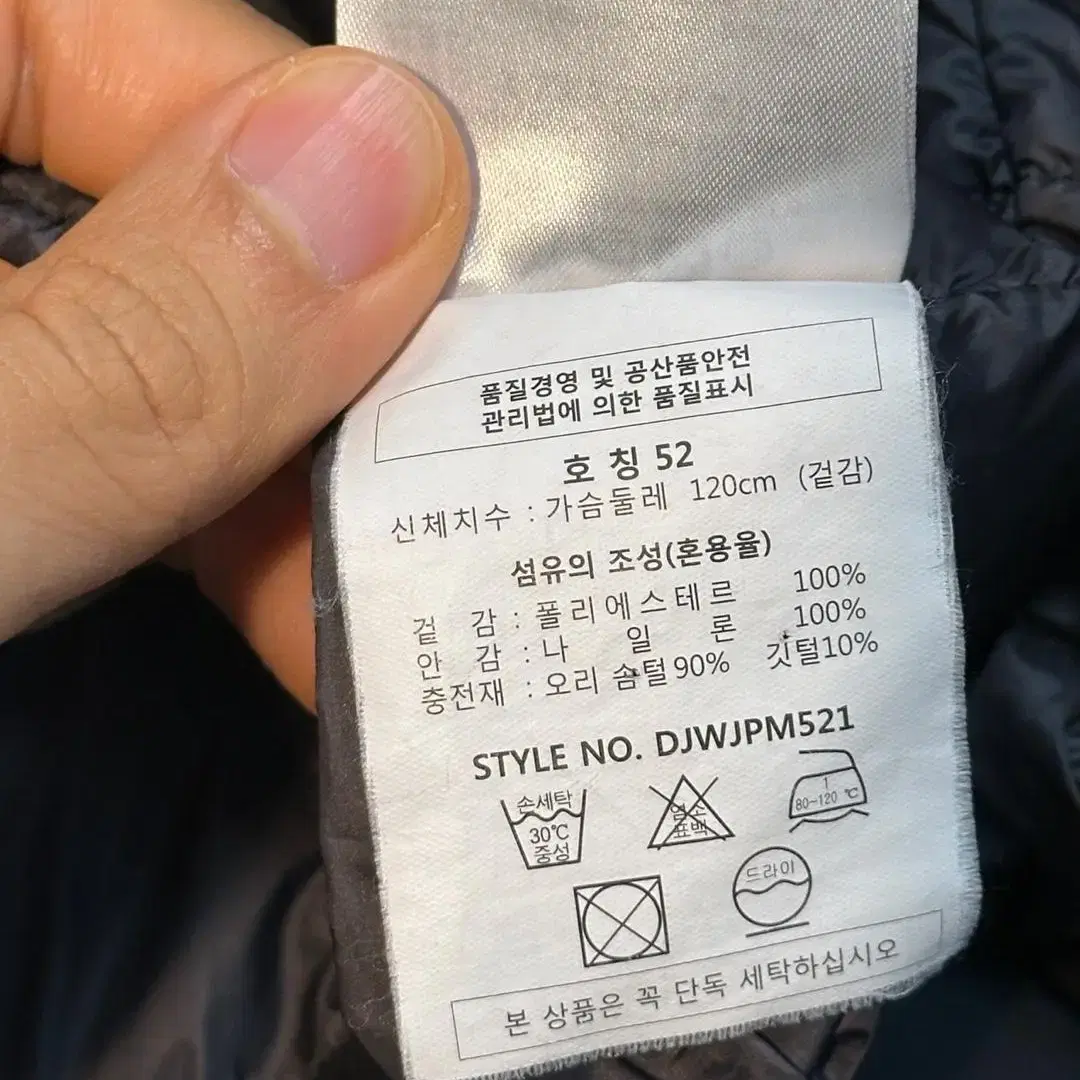 품질경영 및 공산품안전
관리법에 의한 품질표시
호 칭 52
신체치수 : 가슴둘레 120cm (겉감)
섬유의 조성(혼용율)
겉 감 : 폴리에스테르 100%
안 감 : 나 일 론 100%
충전재 : 오리 솜털90% 깃털10%
STYLE NO. DJWJPM521
손세탁
30℃
중성
염소
표백
1
80-120 ℃
드라이
본 상품은 꼭 단독 세탁하십시오